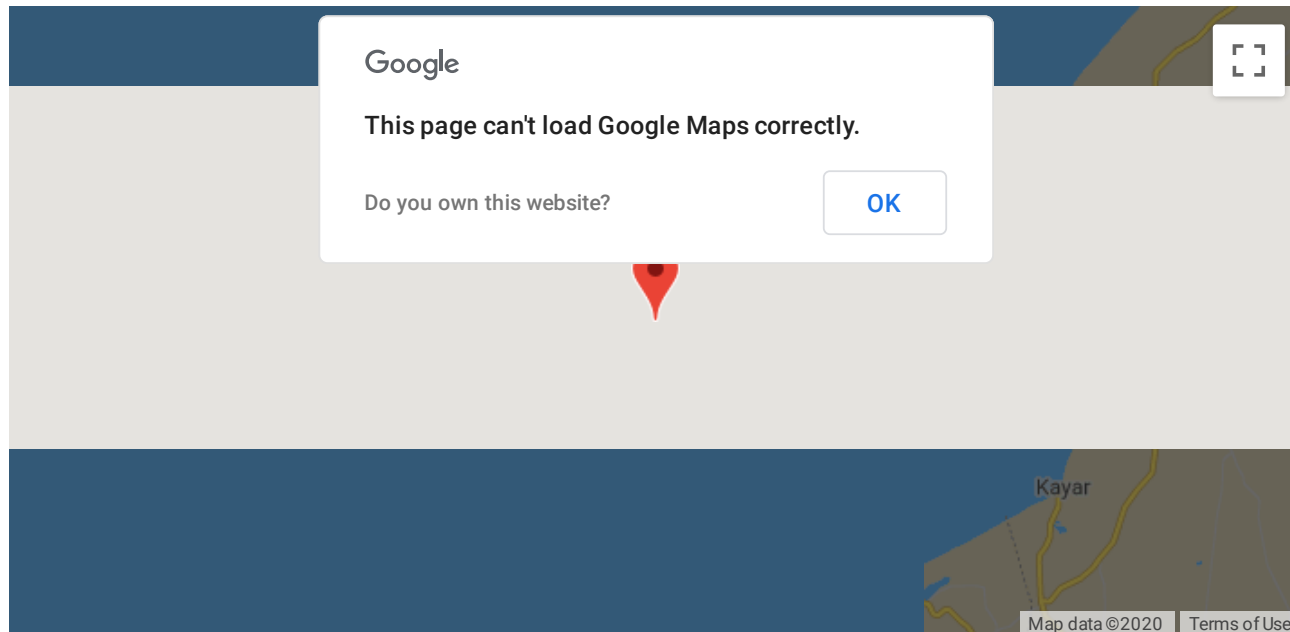 Google
This page can't load Google Maps correctly.
Do you own this website?
OK
Kayar
Map data ©2020
Terms of Use